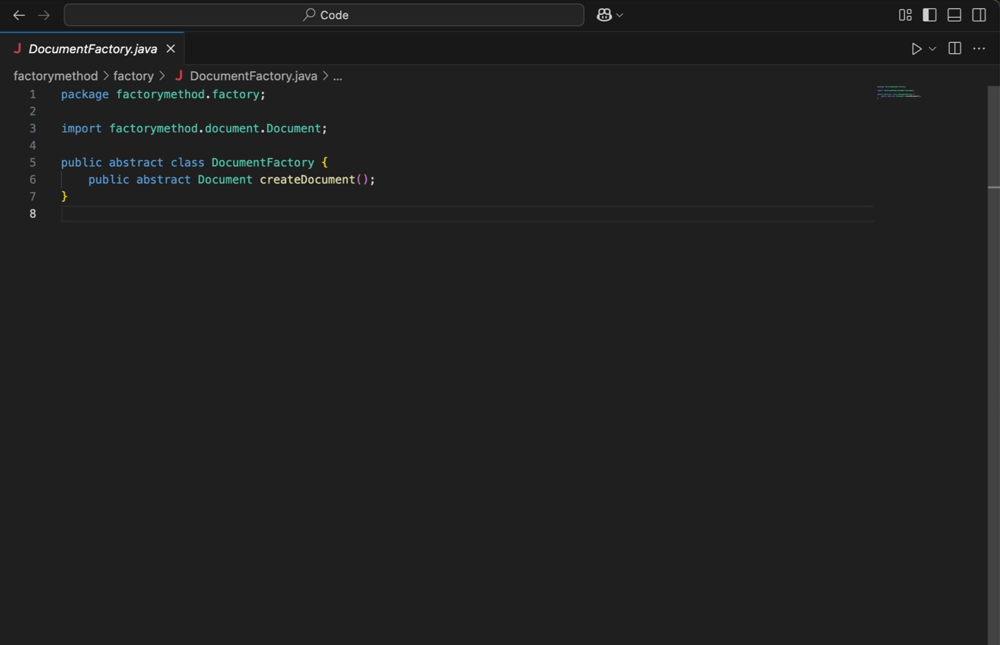 Code
DocumentFactory.java
factorymethod > factory > J DocumentFactory.java > ...
1 package factorymethod.factory;
2
3 import factorymethod.document.Document;
4
5 public abstract class DocumentFactory {
6 public abstract Document createDocument();
7 }
8